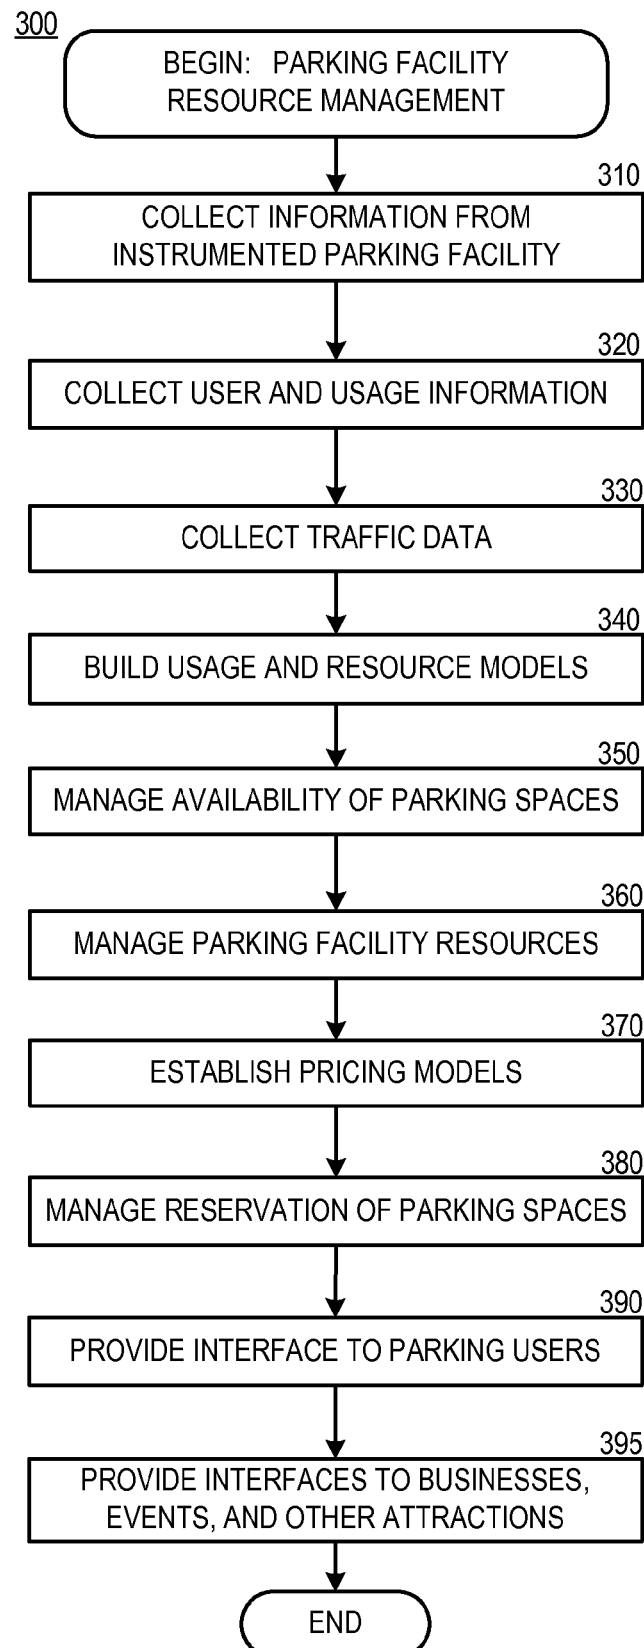 300
BEGIN: PARKING FACILITY
RESOURCE MANAGEMENT
310
COLLECT INFORMATION FROM
INSTRUMENTED PARKING FACILITY
320
COLLECT USER AND USAGE INFORMATION
330
COLLECT TRAFFIC DATA
340
BUILD USAGE AND RESOURCE MODELS
350
MANAGE AVAILABILITY OF PARKING SPACES
360
MANAGE PARKING FACILITY RESOURCES
370
ESTABLISH PRICING MODELS
380
MANAGE RESERVATION OF PARKING SPACES
390
PROVIDE INTERFACE TO PARKING USERS
395
PROVIDE INTERFACES TO BUSINESSES,
EVENTS, AND OTHER ATTRACTIONS
END